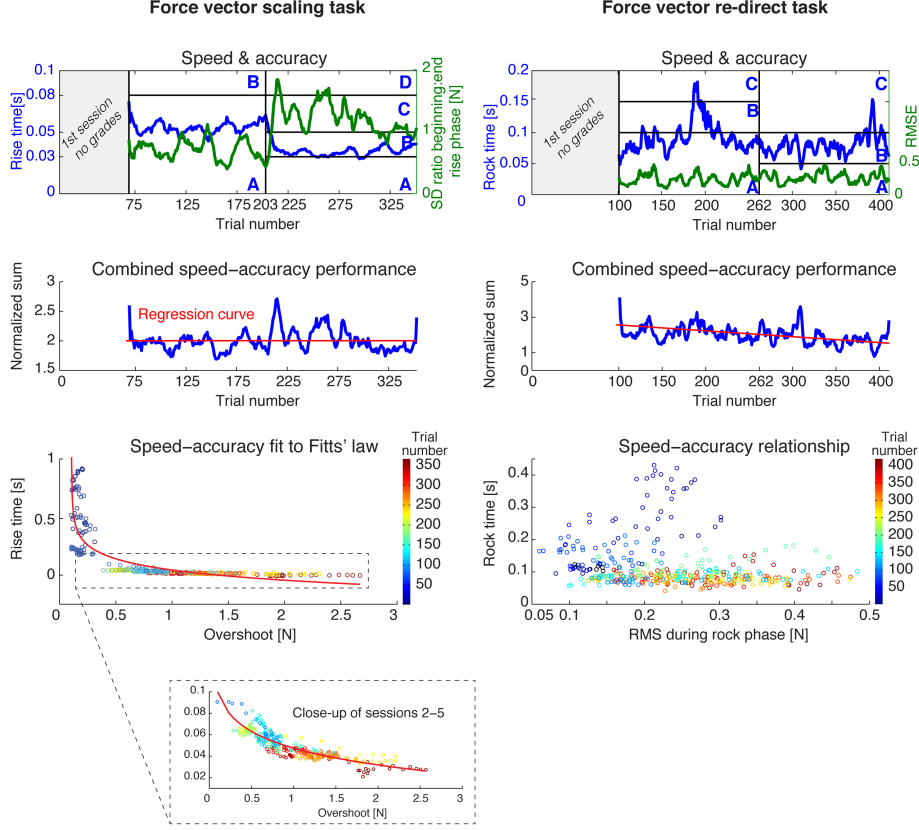 Force vector scaling task
Force vector re-direct task
Speed & accuracy
0.1
0.08
0.05
0.03
0
Rise time[s]
1st session
no grades
B
A
D
C
B
A
2
1
0
SD ratio beginning:end
rise phase [N]
75 125 175 203 225 275 325
Trial number
Speed & accuracy
0.2
0.15
0.1
0.05
0
Rock time [s]
1st session
no grades
C
B
A
C
B
A
0.5
0
RMSE
100 150 200 262 300 350 400
Trial number
Combined speed-accuracy performance
3
2.5
2
1.5
Normalized sum
Regression curve
0 75 125 175 225 275 325
Trial number
Combined speed-accuracy performance
5
3
1
0
Normalized sum
0 100 150 200 262 300 350 400
Trial number
Speed-accuracy fit to Fitts' law
Trial
number
1
0.5
0
Rise time [s]
350
300
250
200
150
100
50
0 0.5 1 1.5 2 2.5 3
Overshoot [N]
Speed-accuracy relationship
Trial
number
0.4
0.3
0.2
0.1
0
Rock time [s]
400
350
300
250
200
150
100
50
0.05 0.1 0.2 0.3 0.4 0.5
RMS during rock phase [N]
Close-up of sessions 2-5
0.1
0.08
0.06
0.04
0.02
0 0.5 1 1.5 2 2.5 3
Overshoot [N]